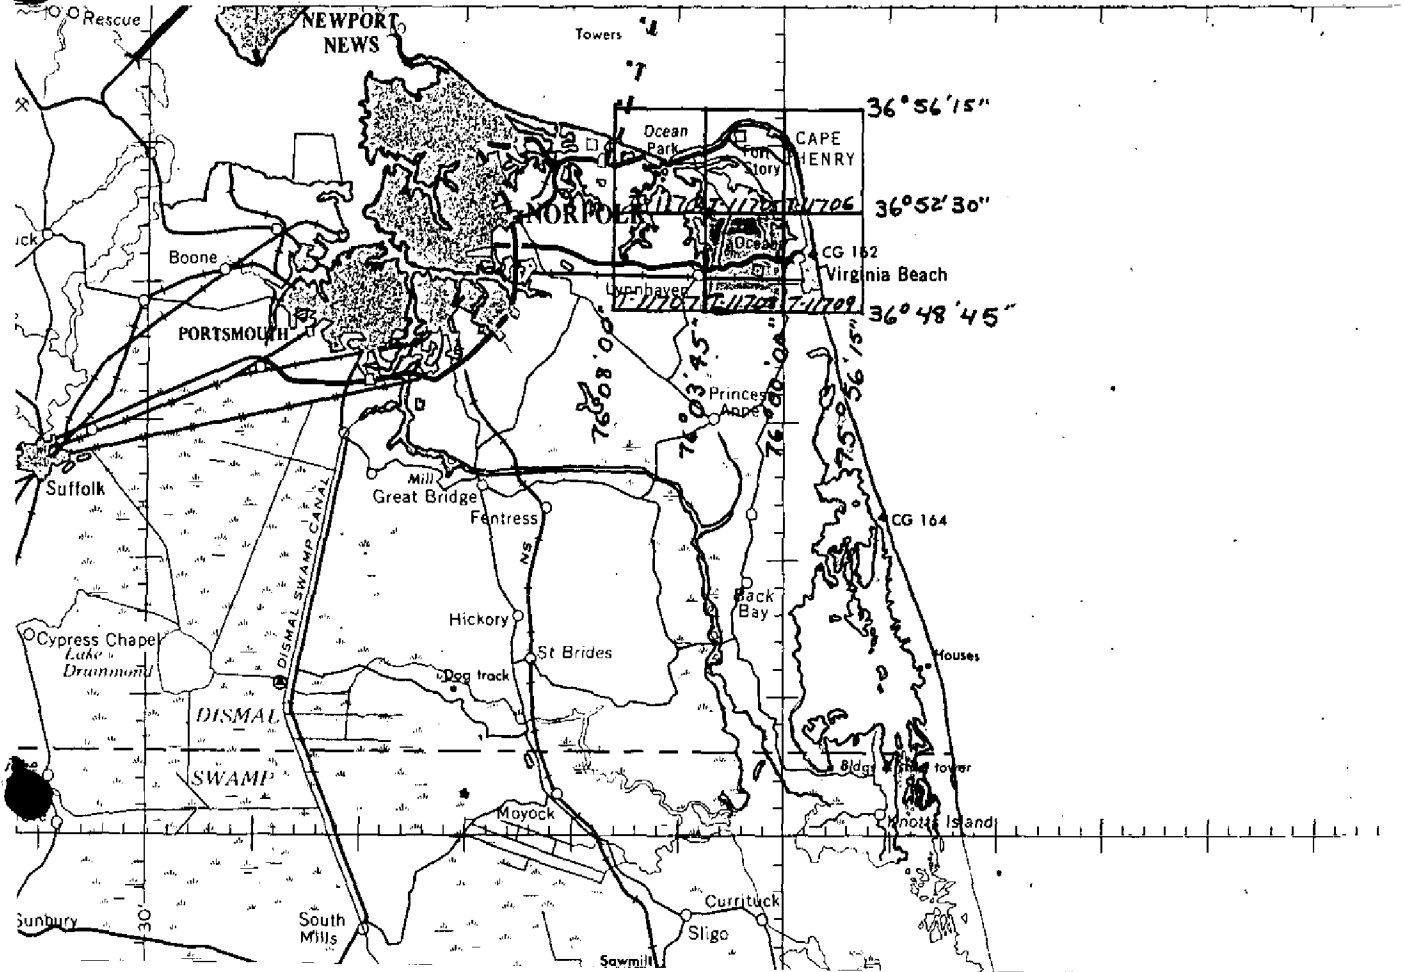 Rescue
NEWPORT
NEWS
Towers
36° 56' 15"
Ocean
Park
CAPE
HENRY
Fort
Story
T-11706
36° 52' 30"
NORFOLK
Boone
Ocean
CG 162
Virginia Beach
Lynnhaven
T-11707
T-11708
T-11709
36° 48' 45"
PORTSMOUTH
76° 08' 00"
76° 03' 45"
76° 00' 00"
75° 56' 15"
Princess
Anne
Suffolk
Mill
Great Bridge
Fentress
CG 164
NS
DISMAL SWAMP CANAL
Back
Bay
Hickory
Cypress Chapel
Lake
Drummond
St Brides
Houses
Dog track
DISMAL
SWAMP
Bldgs
tower
Moyock
Knotts Island
Currituck
Sunbury
30'
South
Mills
Sligo
Sawmill